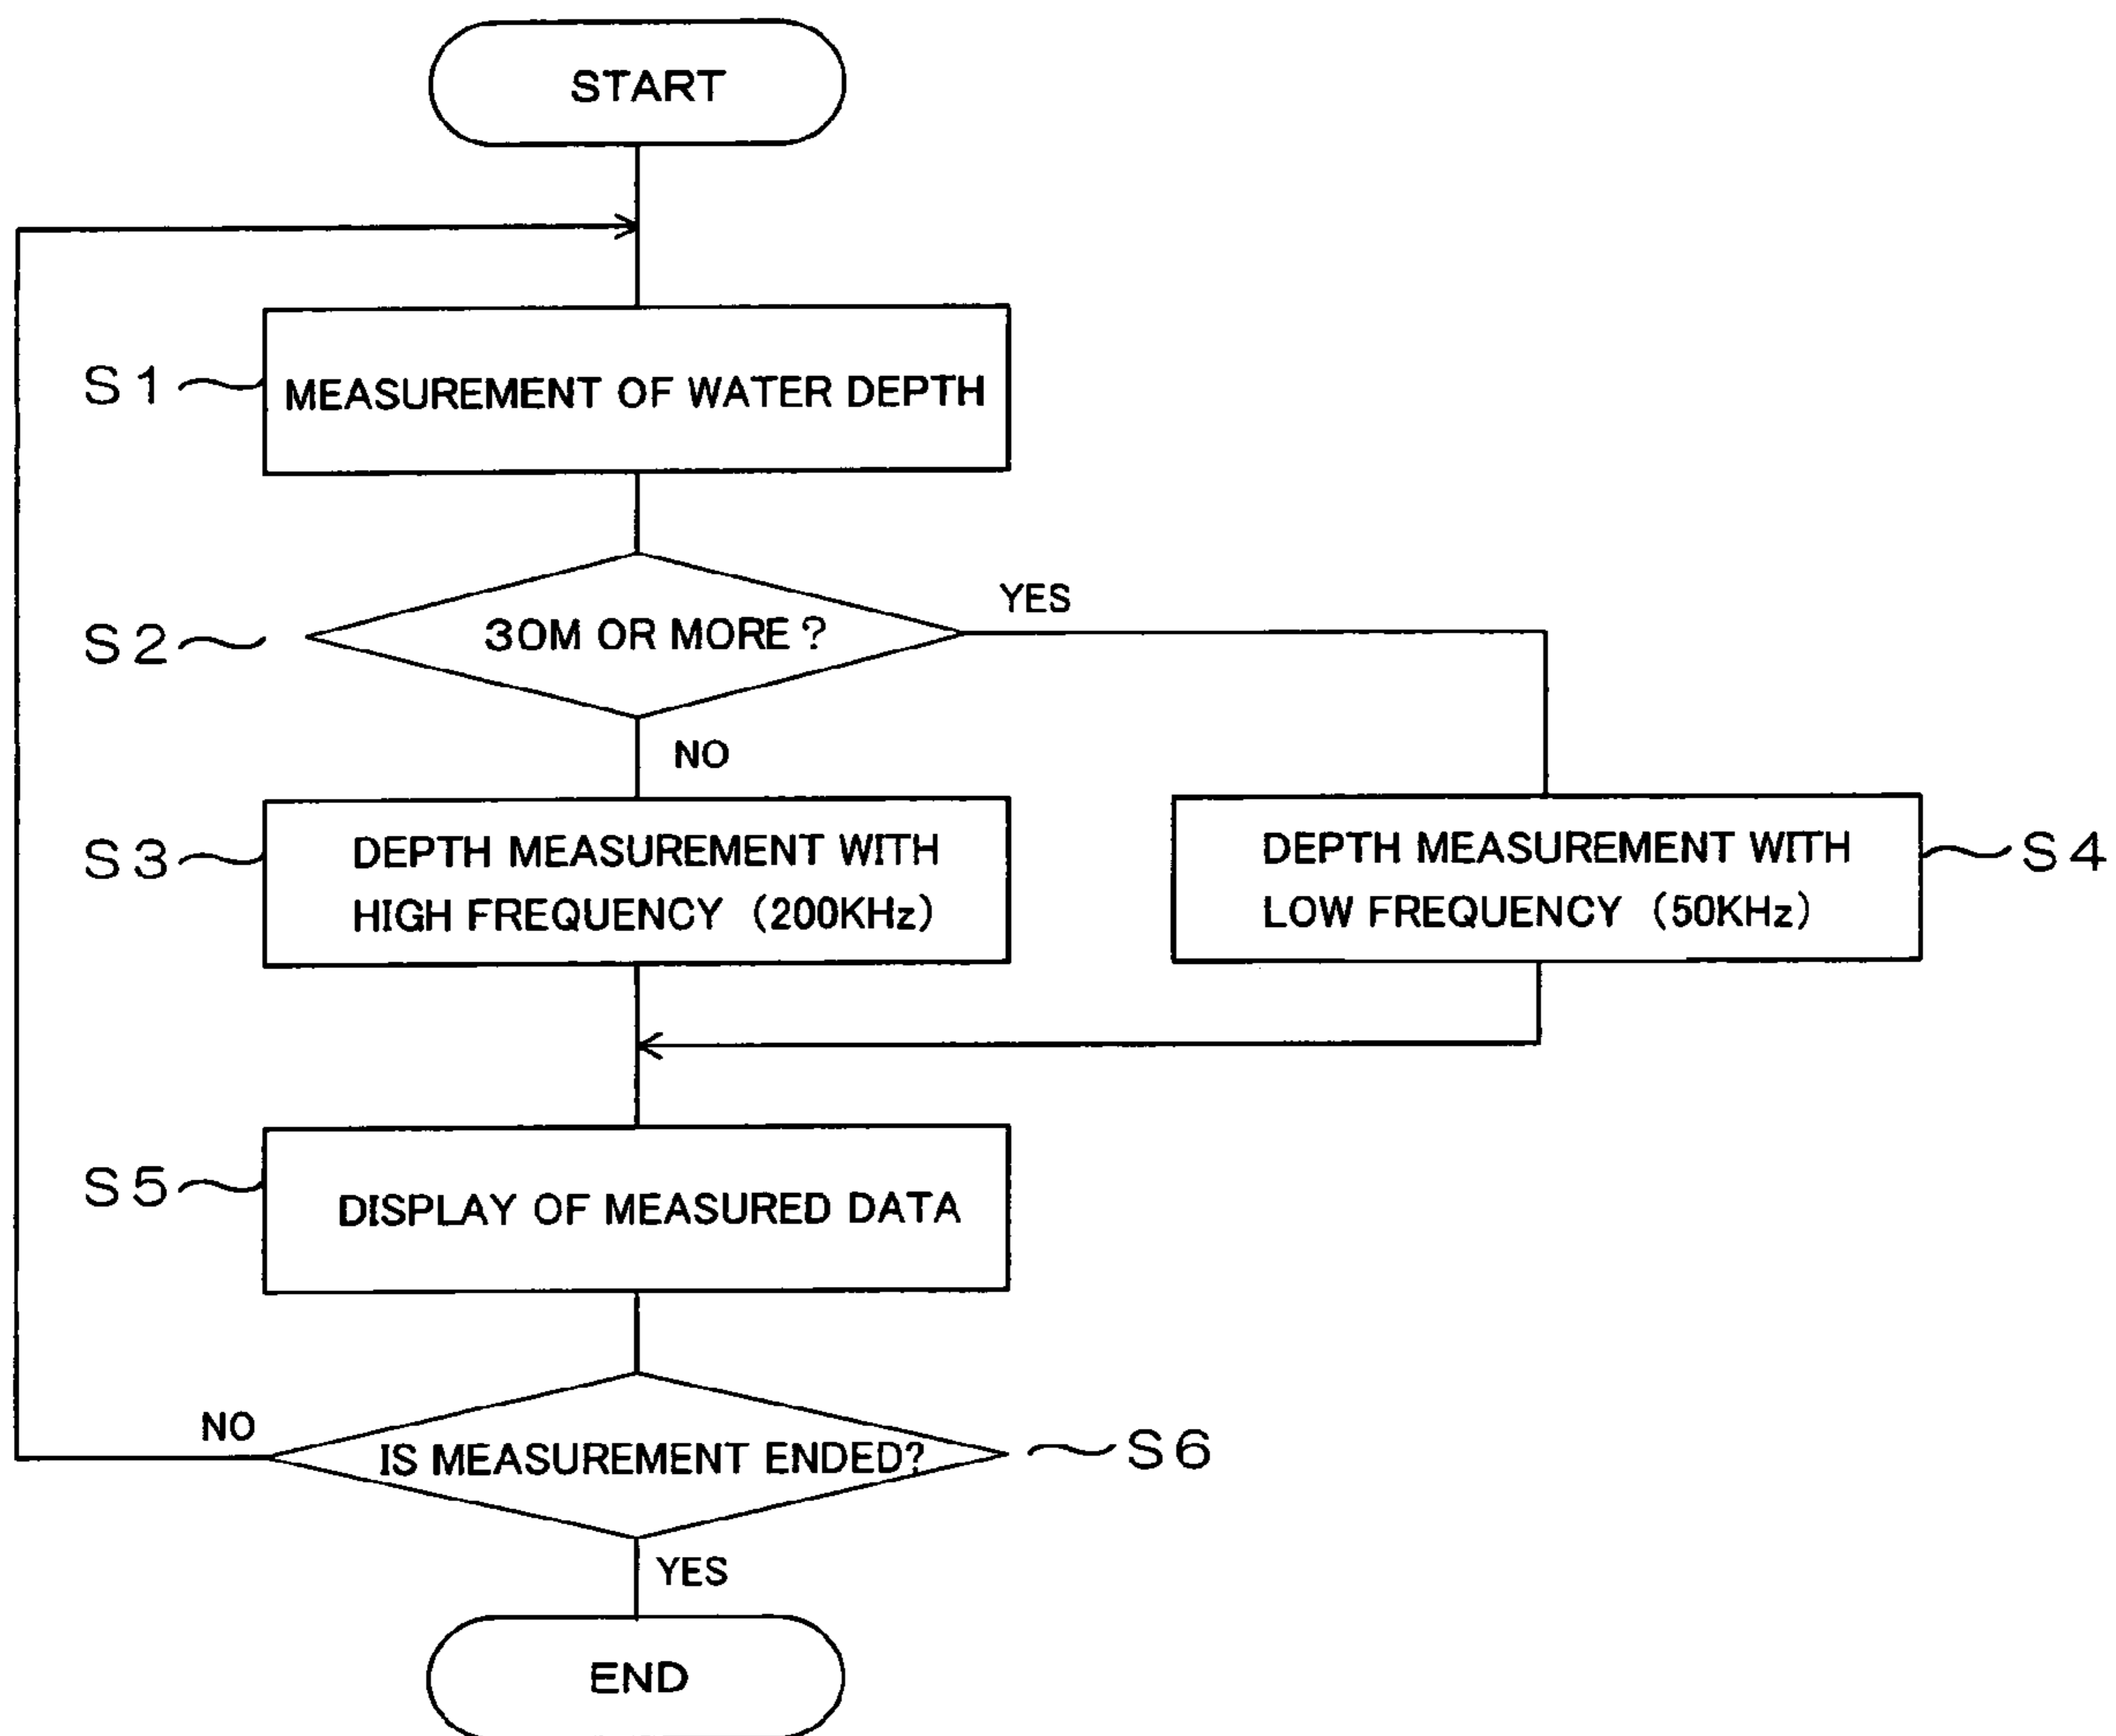 START
S1
MEASUREMENT OF WATER DEPTH
S2
30M OR MORE?
YES
NO
S3
DEPTH MEASUREMENT WITH
HIGH FREQUENCY (200KHz)
DEPTH MEASUREMENT WITH
LOW FREQUENCY (50KHz)
S4
S5
DISPLAY OF MEASURED DATA
NO
IS MEASUREMENT ENDED?
S6
YES
END